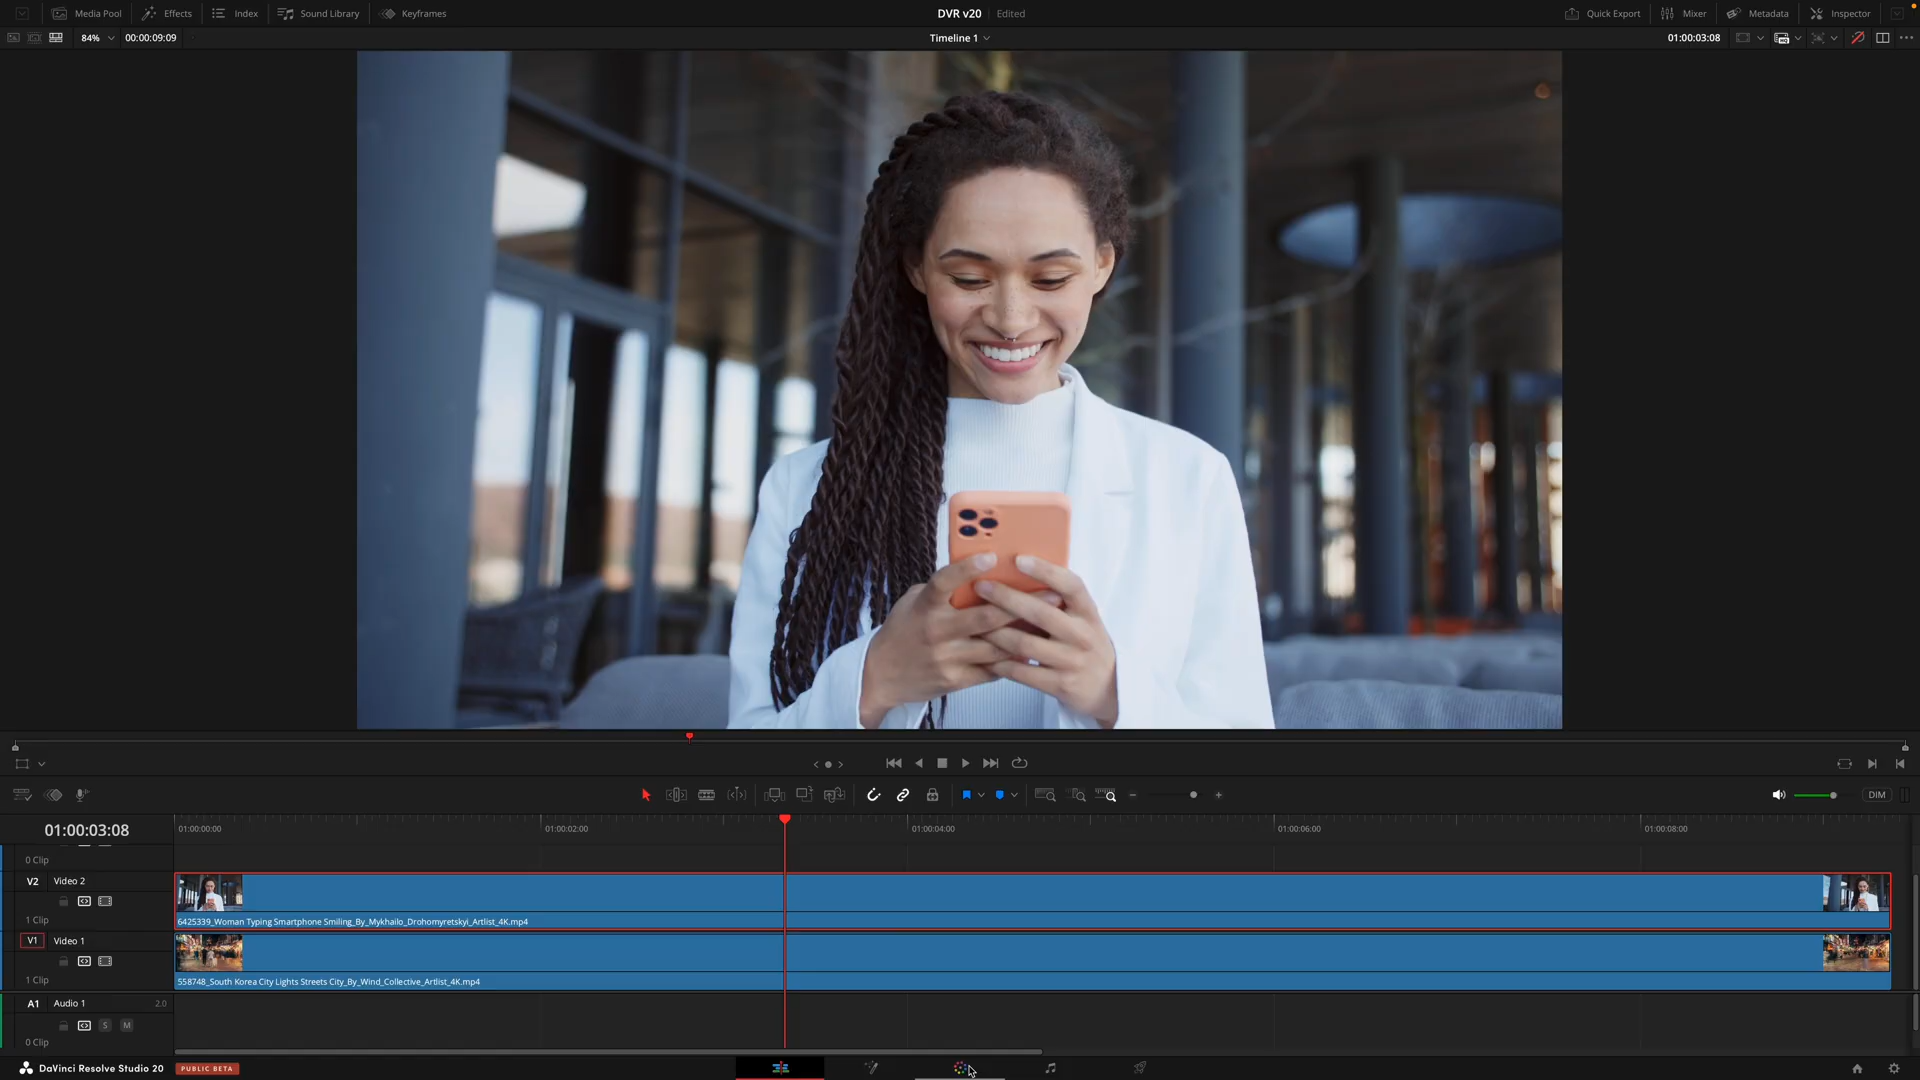 Media Pool Effects Index Sound Library Keyframes DVR v20 Edited Quick Export Mixer Metadata Inspector
84% 00:00:09:09 Timeline 1 01:00:03:08
DIM
01:00:03:08 01:00:00:00 01:00:02:00 01:00:04:00 01:00:06:00 01:00:08:00
0 Clip
V2 Video 2
1 Clip 6425339_Woman Typing Smartphone Smiling_By_Mykhailo_Drohomyretskyi_Artlist_4K.mp4
V1 Video 1
1 Clip 558748_South Korea City Lights Streets City_By_Wind_Collective_Artlist_4K.mp4
A1 Audio 1 2.0
S M
0 Clip
DaVinci Resolve Studio 20 PUBLIC BETA